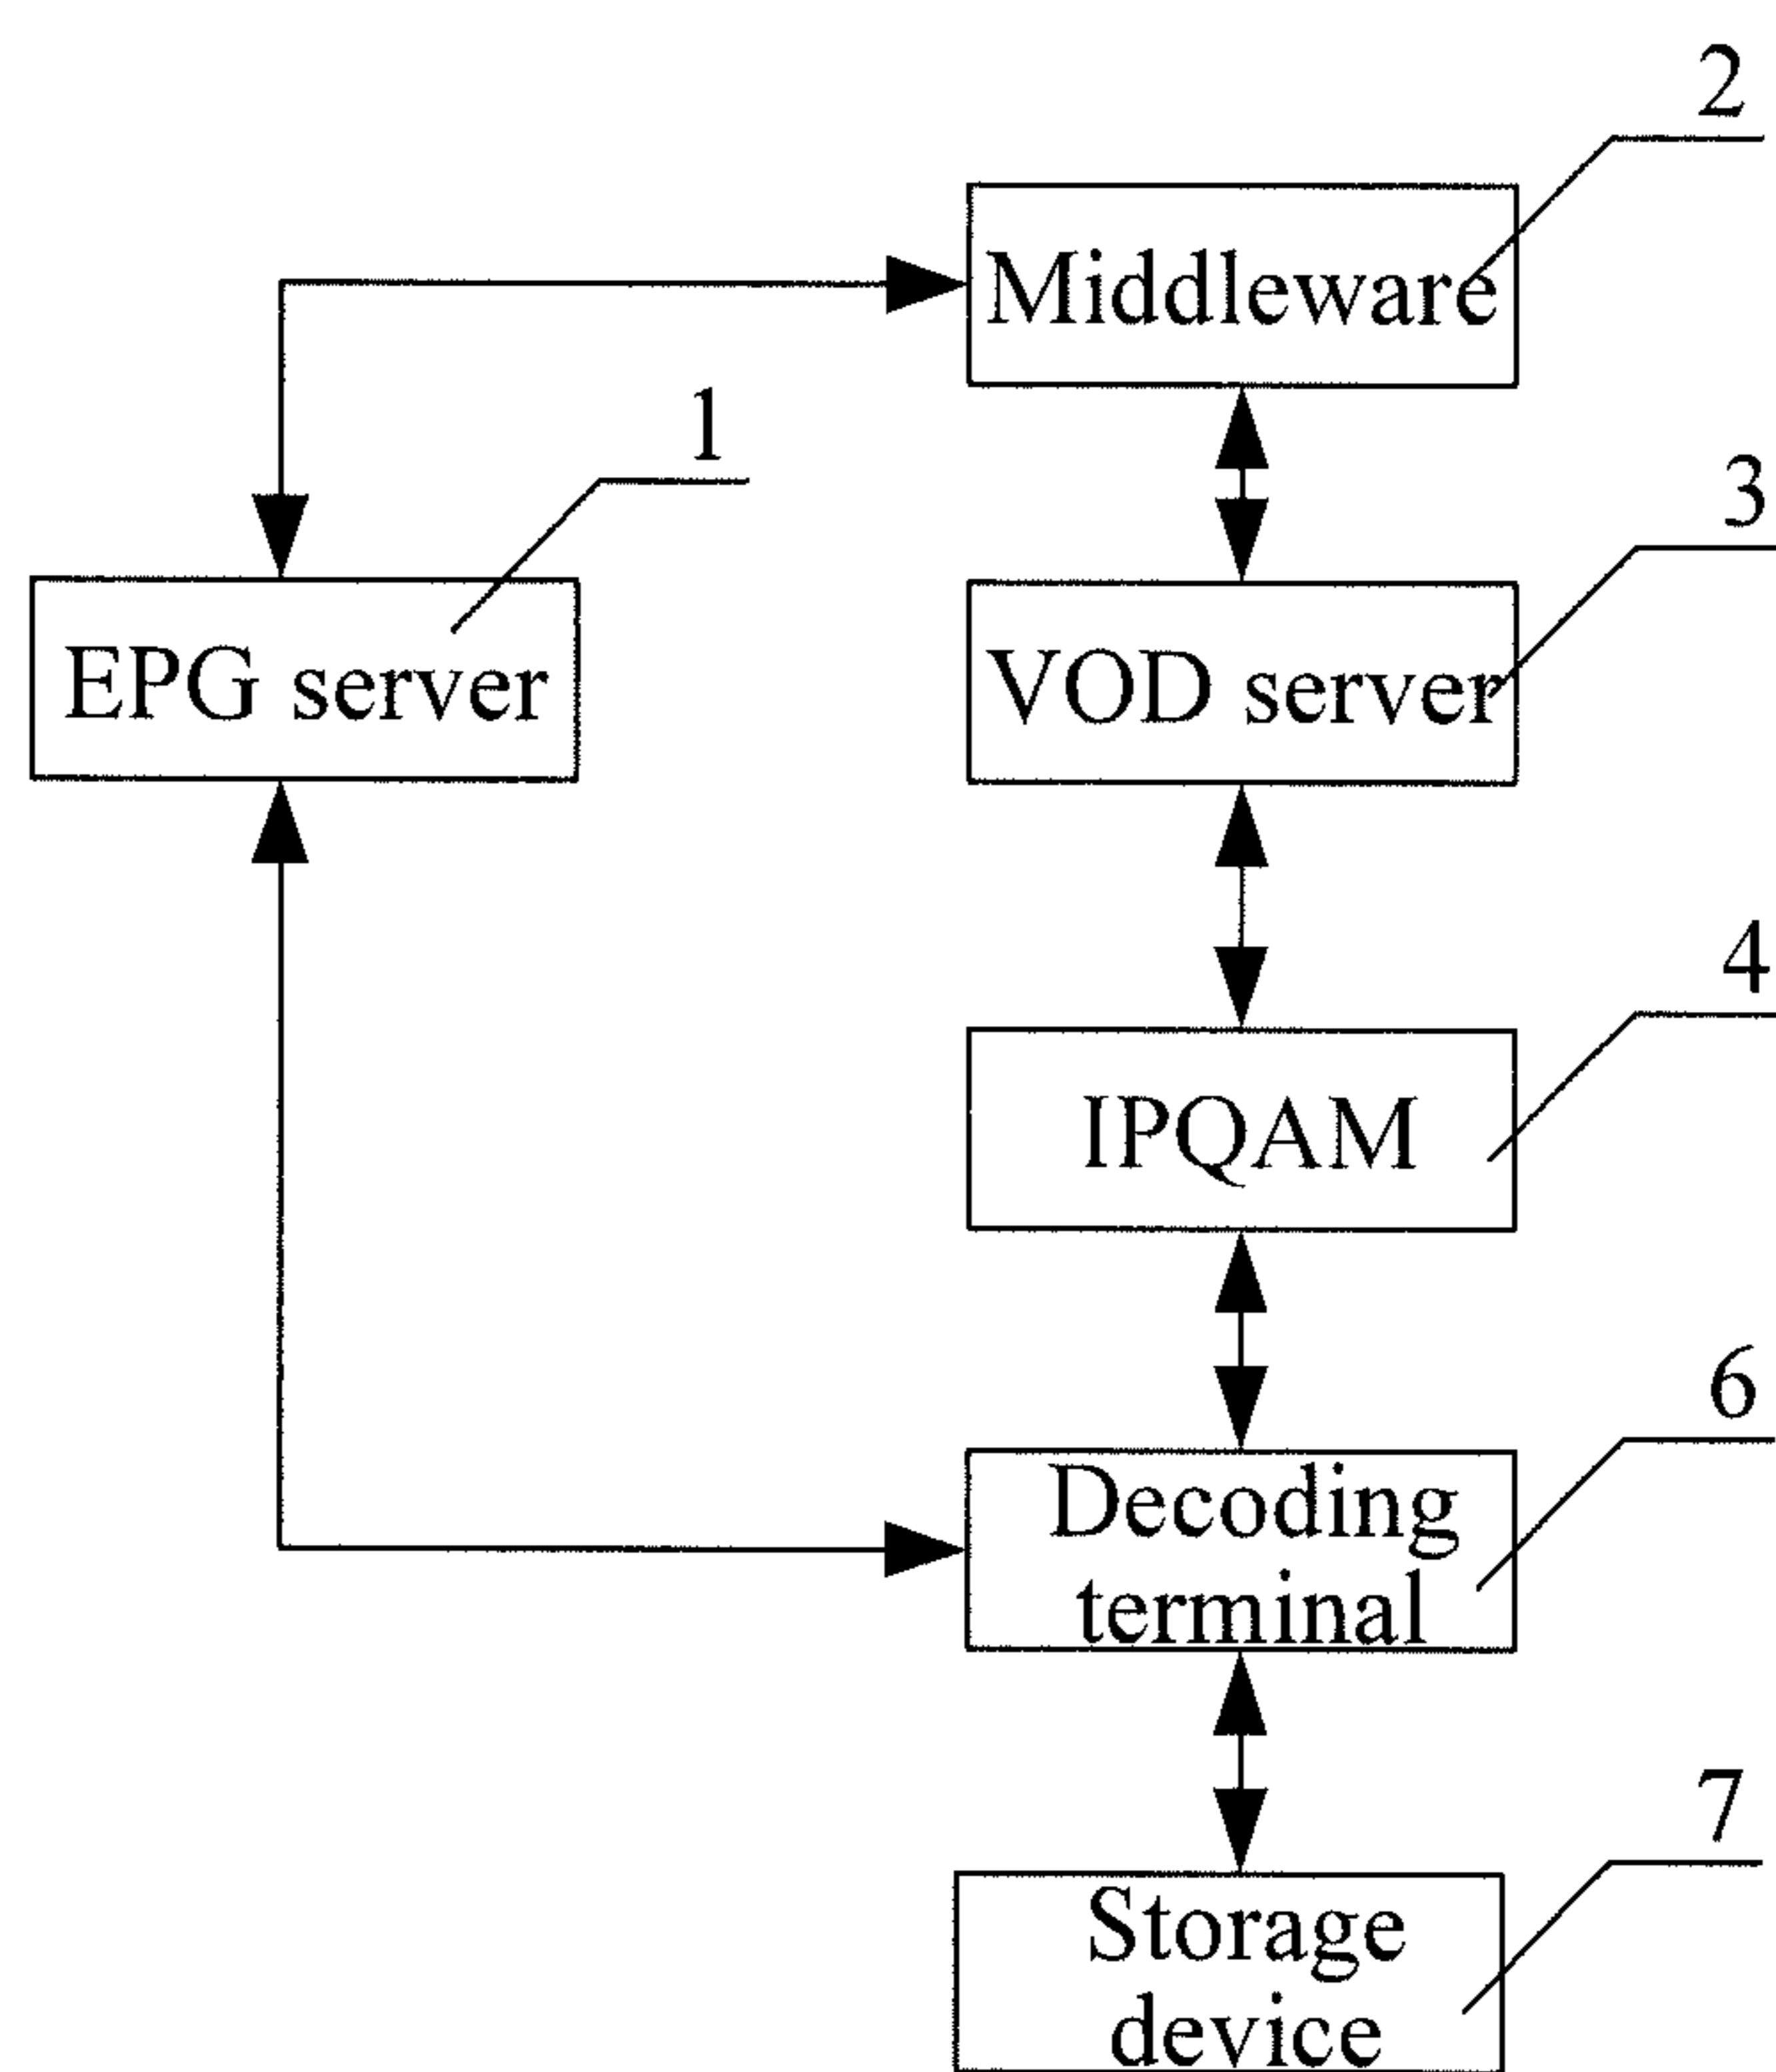 2
Middleware
1
3
EPG server
VOD server
4
IPQAM
6
Decoding
terminal
7
Storage
device